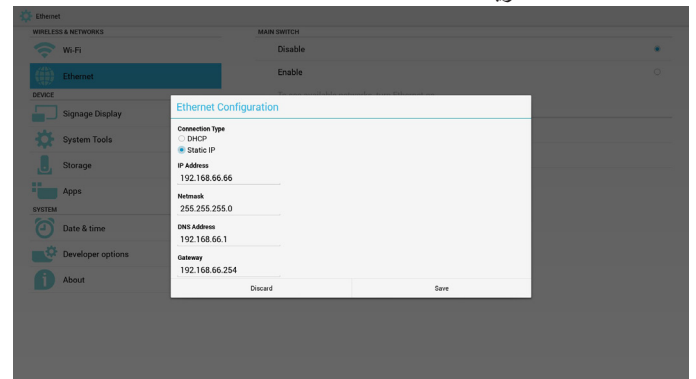 Ethernet
WIRELESS & NETWORKS
MAIN SWITCH
Wi-Fi
Disable
Ethernet
Enable
DEVICE
Signage Display
System Tools
Storage
Apps
SYSTEM
Date & time
Developer options
About
Ethernet Configuration
Connection Type
DHCP
Static IP
IP Address
192.168.66.66
Netmask
255.255.255.0
DNS Address
192.168.66.1
Gateway
192.168.66.254
Discard
Save